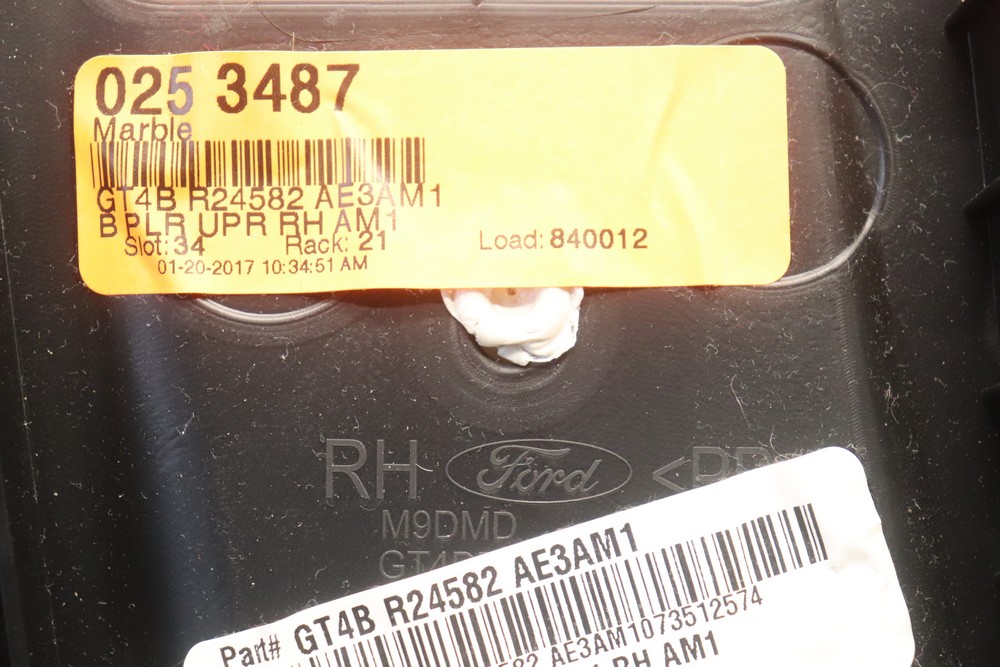 025 3487
Marble
GT4B R24582 AE3AM1
B PLR UPR RH AM1
Slot: 34 Rack: 21 Load: 840012
01-20-2017 10:34:51 AM
RH Ford
M9DMD
Part# GT4B R24582 AE3AM1
AE3AM1073512574
RH AM1